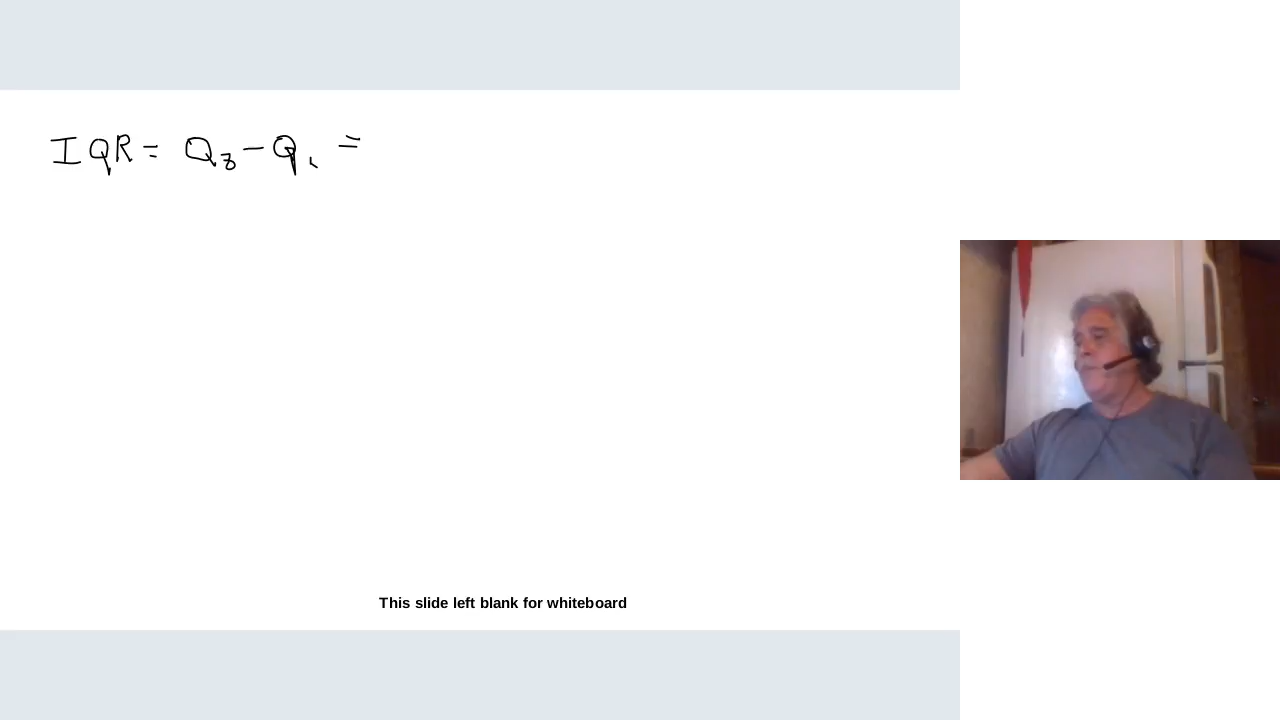 IQR = Q3 - Q1 =
This slide left blank for whiteboard